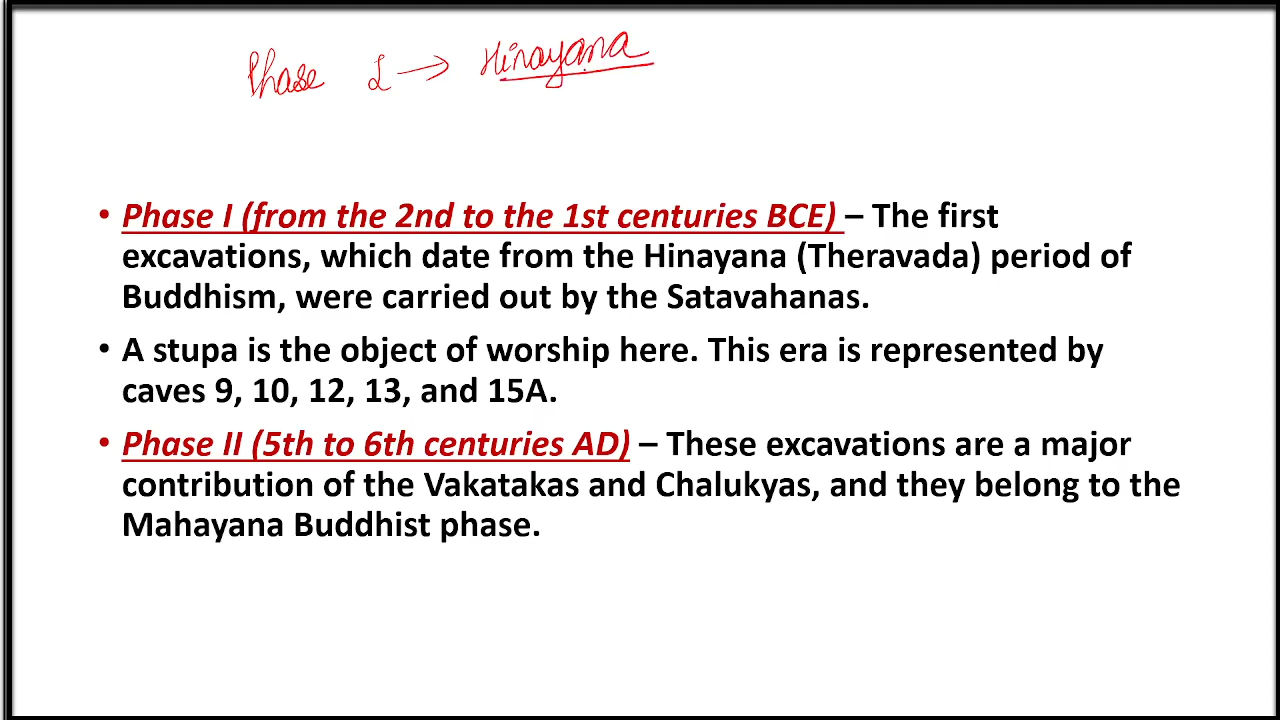 Phase I → Hinayana
• Phase I (from the 2nd to the 1st centuries BCE) – The first
excavations, which date from the Hinayana (Theravada) period of
Buddhism, were carried out by the Satavahanas.
• A stupa is the object of worship here. This era is represented by
caves 9, 10, 12, 13, and 15A.
• Phase II (5th to 6th centuries AD) – These excavations are a major
contribution of the Vakatakas and Chalukyas, and they belong to the
Mahayana Buddhist phase.